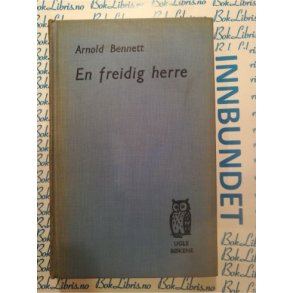 Arnold Bennett
En freidig herre
UGLE
BØKENE
INNBUNDET
BokLibris.no